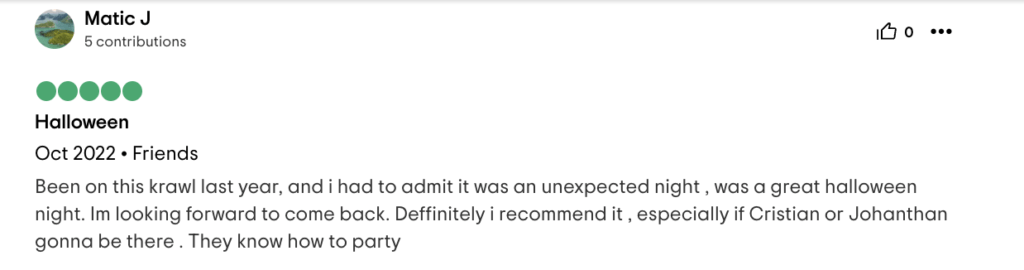 Matic J
5 contributions
0
Halloween
Oct 2022 • Friends
Been on this krawl last year, and i had to admit it was an unexpected night , was a great halloween
night. Im looking forward to come back. Deffinitely i recommend it , especially if Cristian or Johanthan
gonna be there . They know how to party